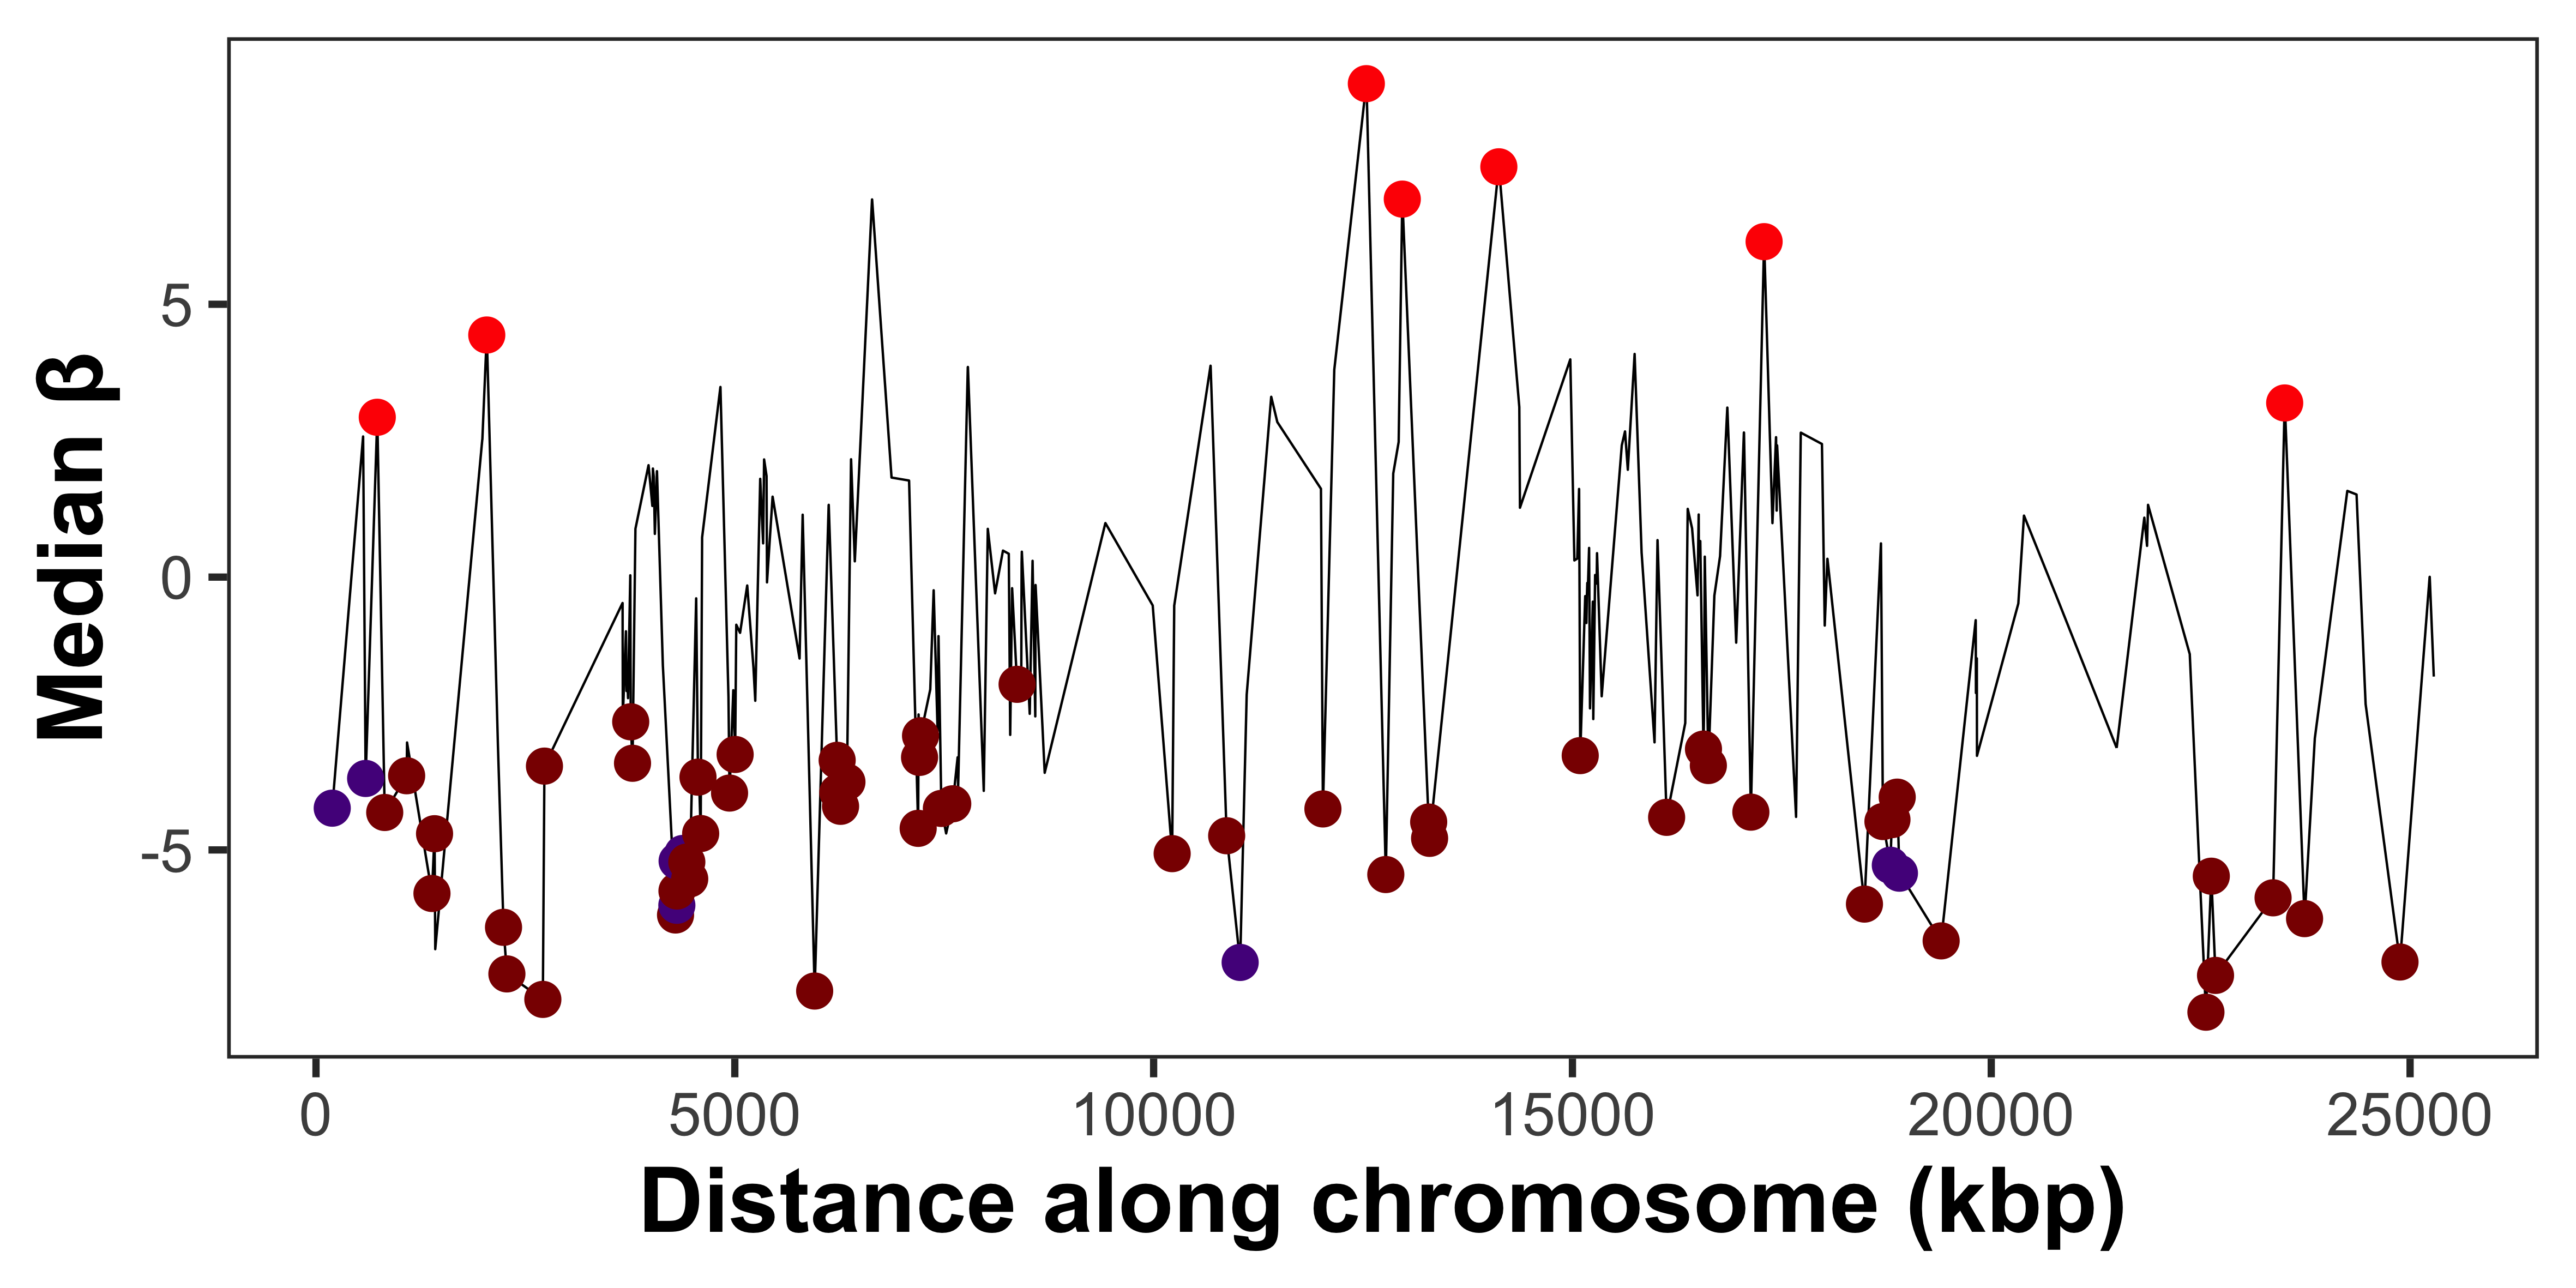 Median β
5
0
-5
0 5000 10000 15000 20000 25000
Distance along chromosome (kbp)